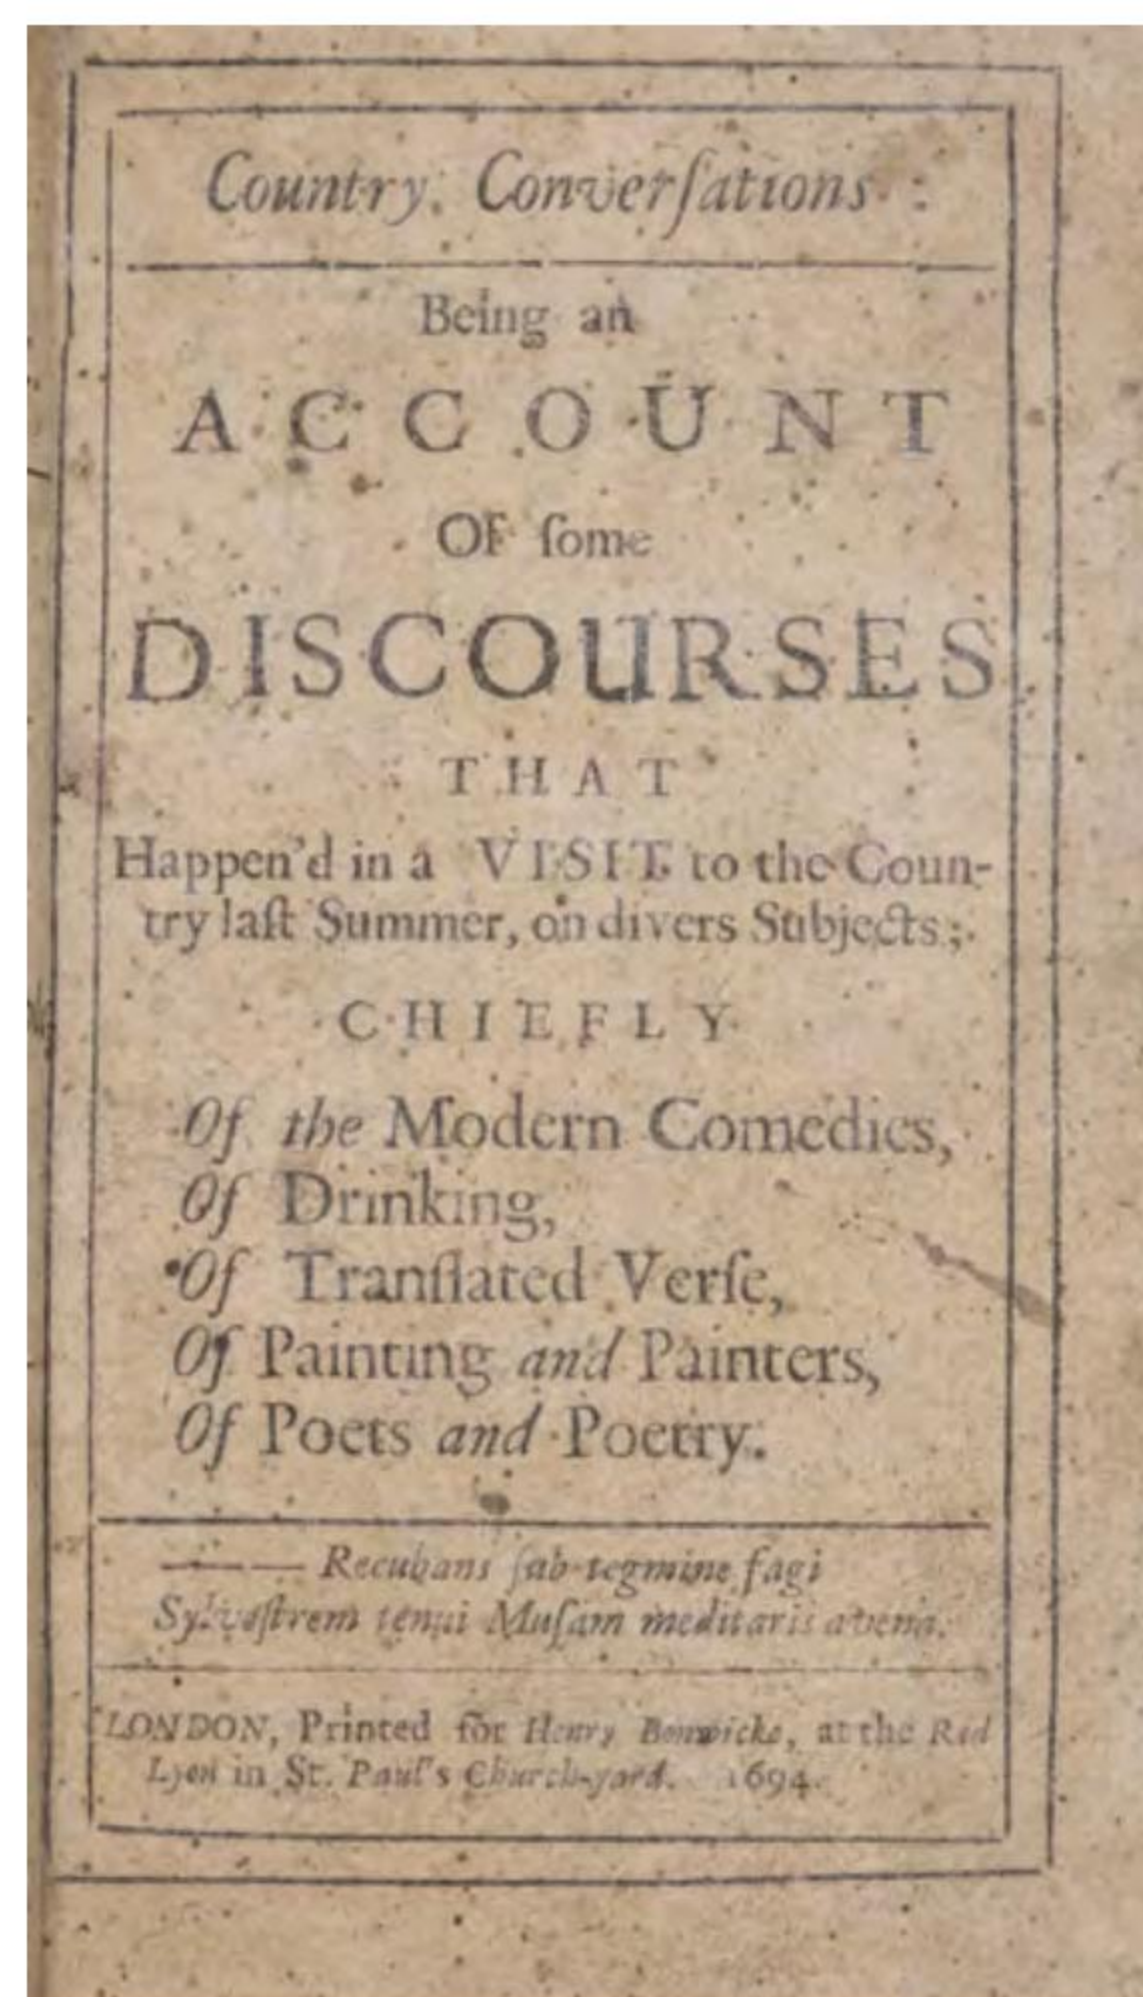 Country Converſations :
Being an
ACCOUNT
OF ſome
DISCOURSES
THAT
Happen'd in a VISIT to the Coun-
try laſt Summer, on divers Subjects;
CHIEFLY
Of the Modern Comedies,
Of Drinking,
Of Tranſlated Verſe,
Of Painting and Painters,
Of Poets and Poetry.
—— Recubans ſub tegmine fagi
Sylveſtrem tenui Muſam meditaris avena.
LONDON, Printed for Henry Bonwicke, at the Red
Lyon in St. Paul's Church-yard. 1694.